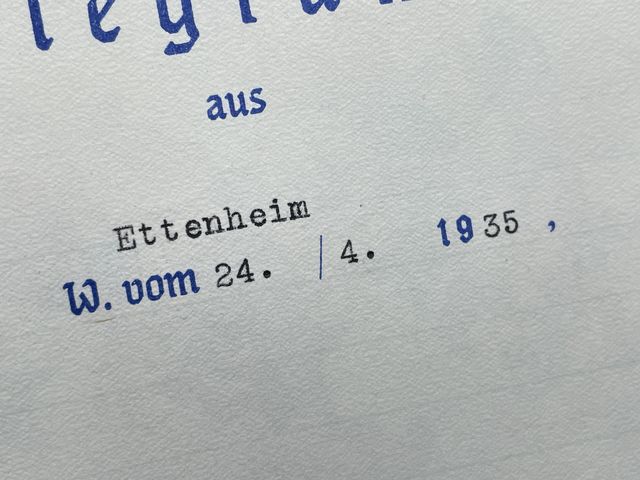 aus
Ettenheim
W. vom 24. / 4. 1935 ,